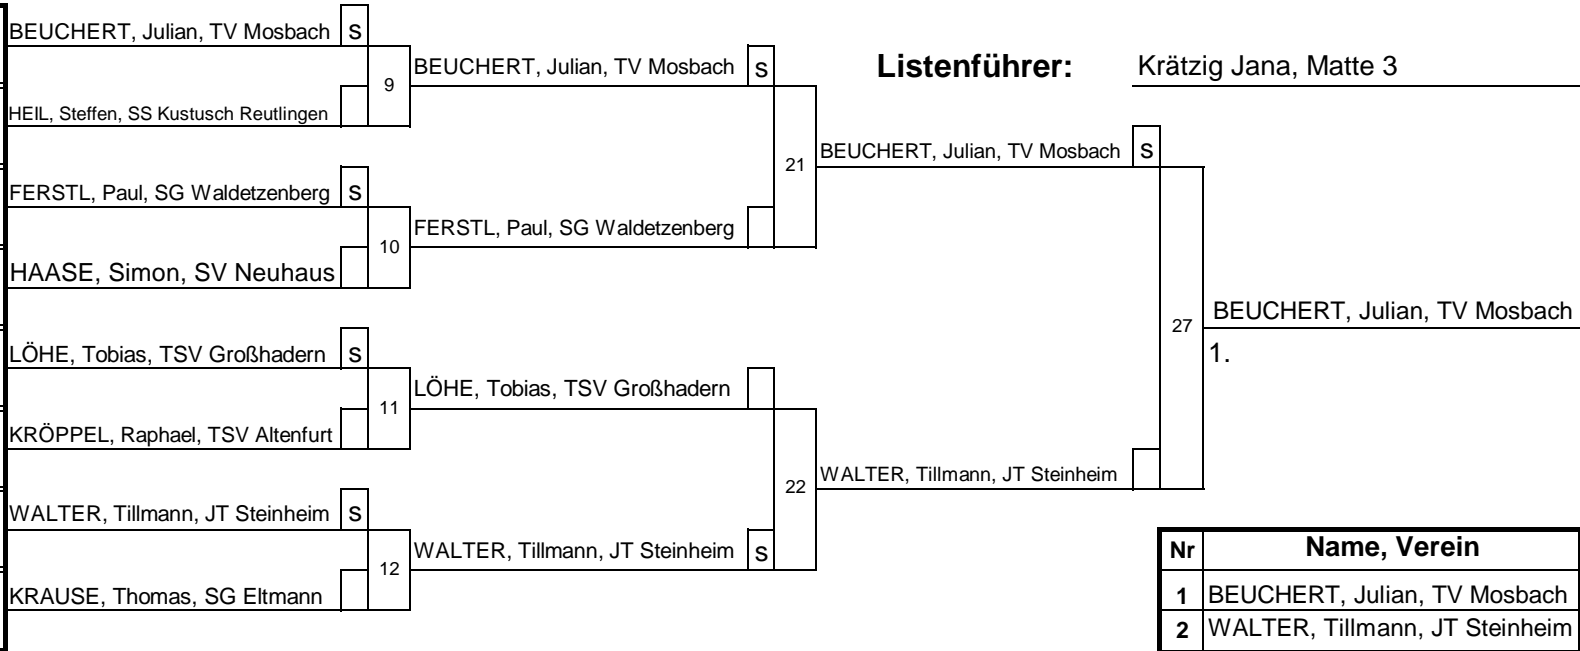 BEUCHERT, Julian, TV Mosbach S
9
HEIL, Steffen, SS Kustusch Reutlingen
BEUCHERT, Julian, TV Mosbach S
Listenführer: Krätzig Jana, Matte 3
21
BEUCHERT, Julian, TV Mosbach S
FERSTL, Paul, SG Waldetzenberg S
FERSTL, Paul, SG Waldetzenberg
10
HAASE, Simon, SV Neuhaus
27
BEUCHERT, Julian, TV Mosbach
1.
LÖHE, Tobias, TSV Großhadern S
LÖHE, Tobias, TSV Großhadern
11
KRÖPPEL, Raphael, TSV Altenfurt
22
WALTER, Tillmann, JT Steinheim
WALTER, Tillmann, JT Steinheim S
WALTER, Tillmann, JT Steinheim S
12
KRAUSE, Thomas, SG Eltmann
Nr Name, Verein
1 BEUCHERT, Julian, TV Mosbach
2 WALTER, Tillmann, JT Steinheim